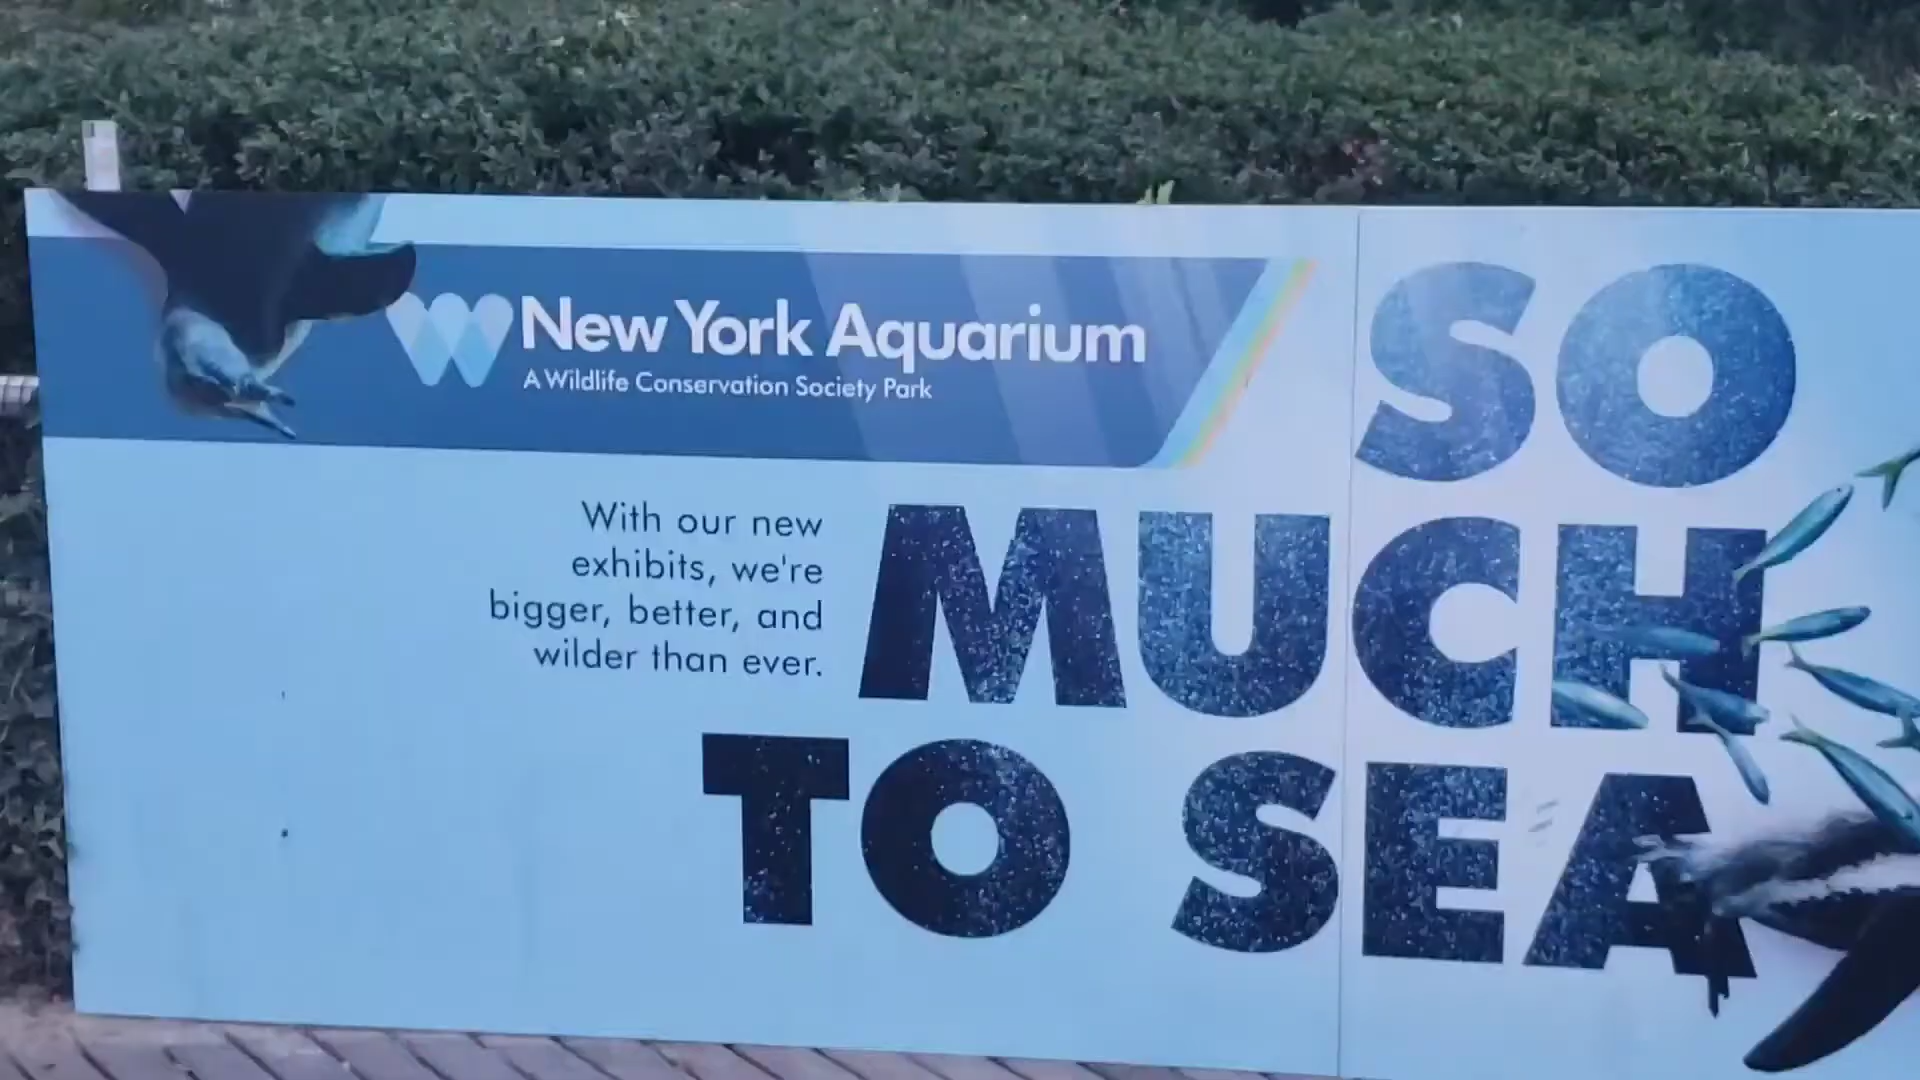 New York Aquarium
A Wildlife Conservation Society Park
With our new
exhibits, we're
bigger, better, and
wilder than ever.
SO
MUCH
TO SEA